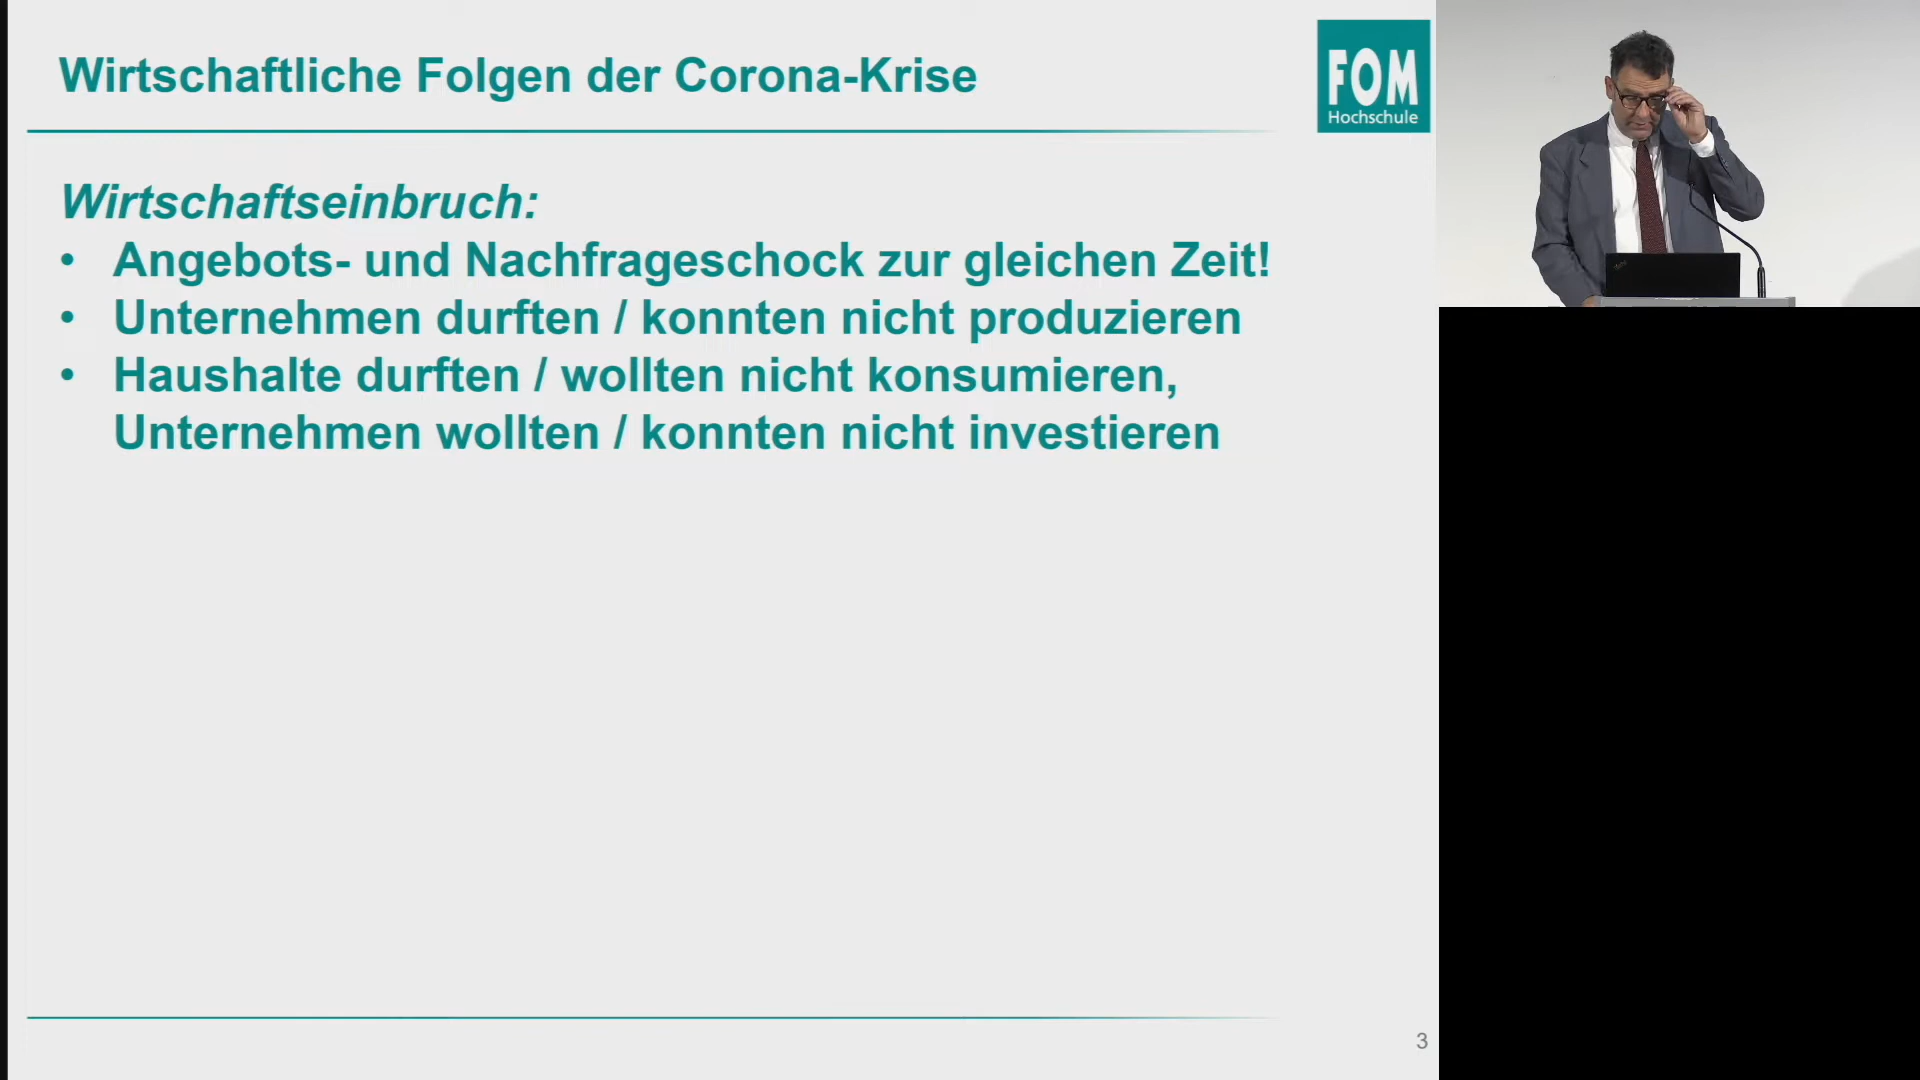 Wirtschaftliche Folgen der Corona-Krise
FOM
Hochschule
Wirtschaftseinbruch:
• Angebots- und Nachfrageschock zur gleichen Zeit!
• Unternehmen durften / konnten nicht produzieren
• Haushalte durften / wollten nicht konsumieren,
Unternehmen wollten / konnten nicht investieren
3